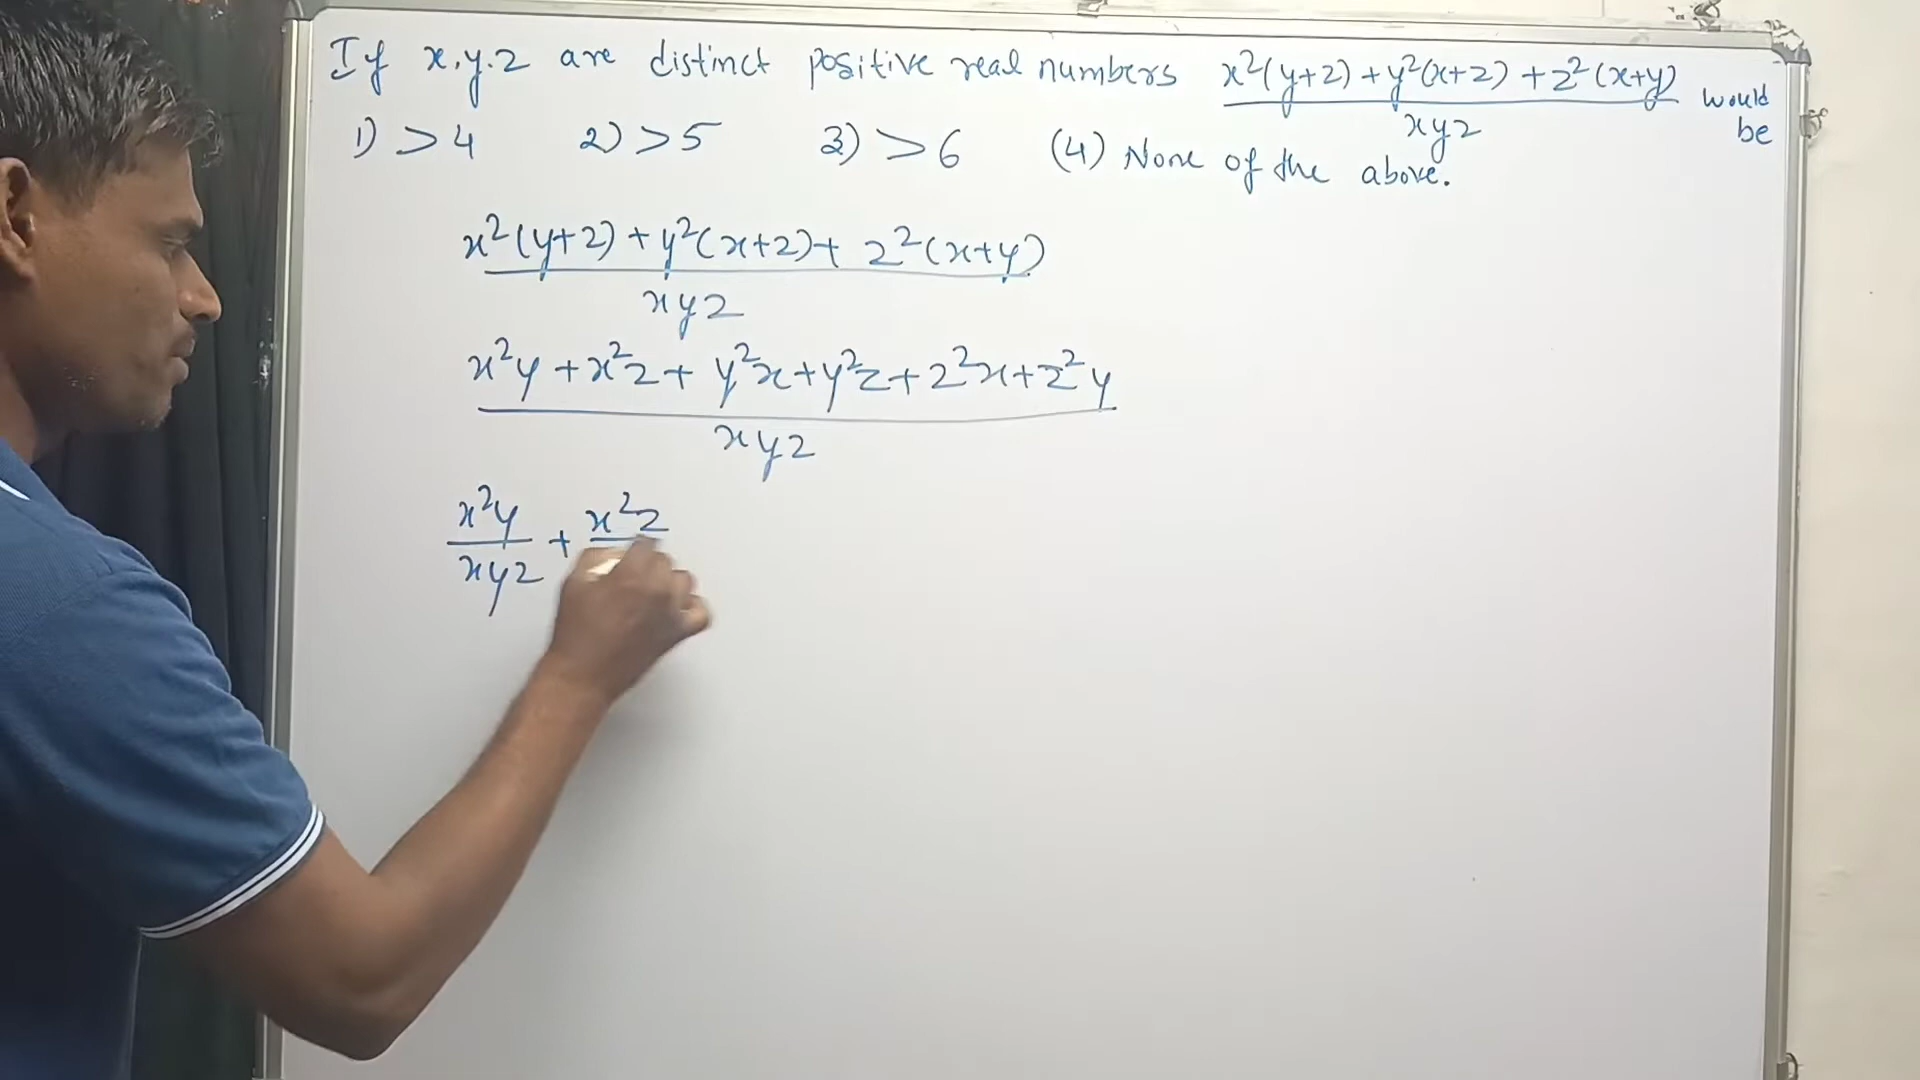 If x,y,z are distinct positive real numbers x²(y+z)+y²(x+z)+z²(x+y)/xyz would be
1) >4 2) >5 3) >6 (4) None of the above.
x²(y+z)+y²(x+z)+z²(x+y)
xyz
x²y+x²z+y²x+y²z+z²x+z²y
xyz
x²y/xyz + x²z